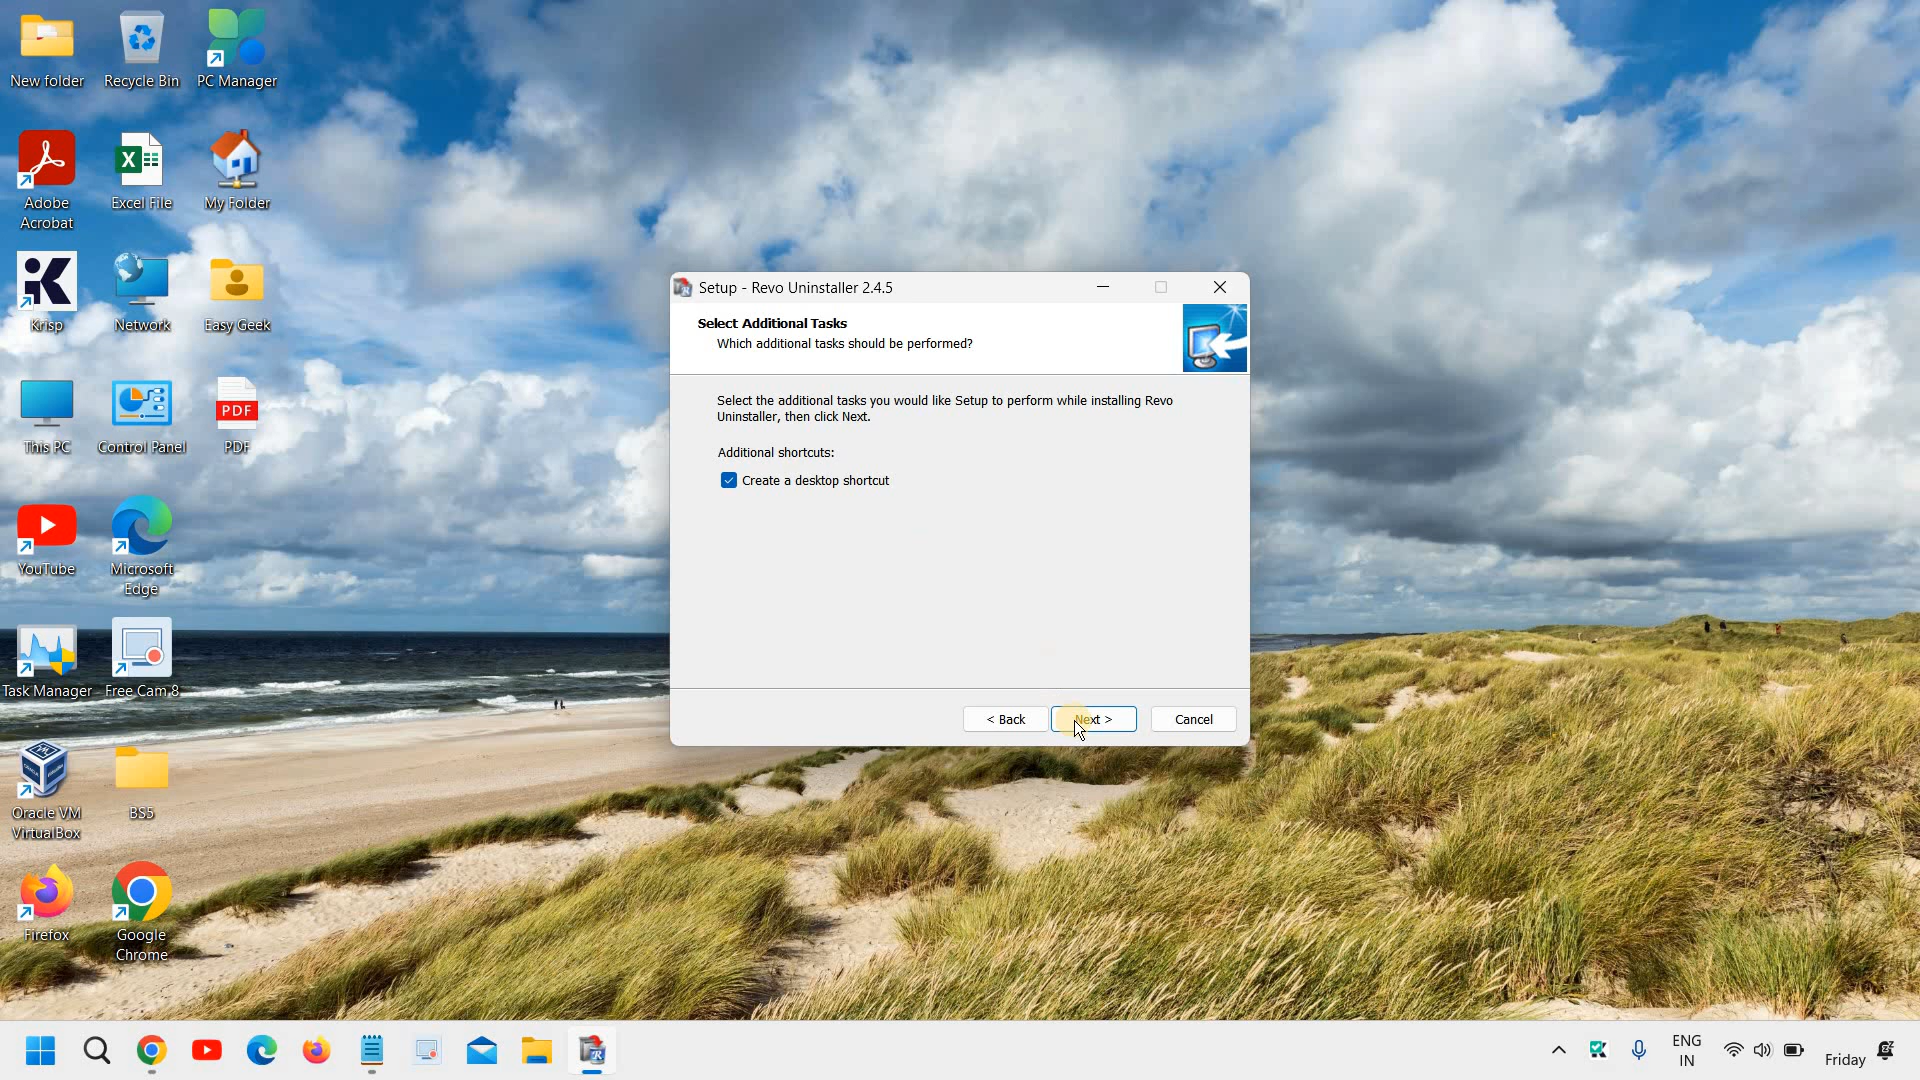 New folder
Recycle Bin
PC Manager
Adobe
Acrobat
Excel File
My Folder
Krisp
Network
Easy Geek
This PC
Control Panel
PDF
PDF
YouTube
Microsoft
Edge
Task Manager
Free Cam 8
Oracle VM
VirtualBox
BS5
Firefox
Google
Chrome
Setup - Revo Uninstaller 2.4.5
Select Additional Tasks
Which additional tasks should be performed?
Select the additional tasks you would like Setup to perform while installing Revo
Uninstaller, then click Next.
Additional shortcuts:
Create a desktop shortcut
< Back
Next >
Cancel
ENG
IN
Friday